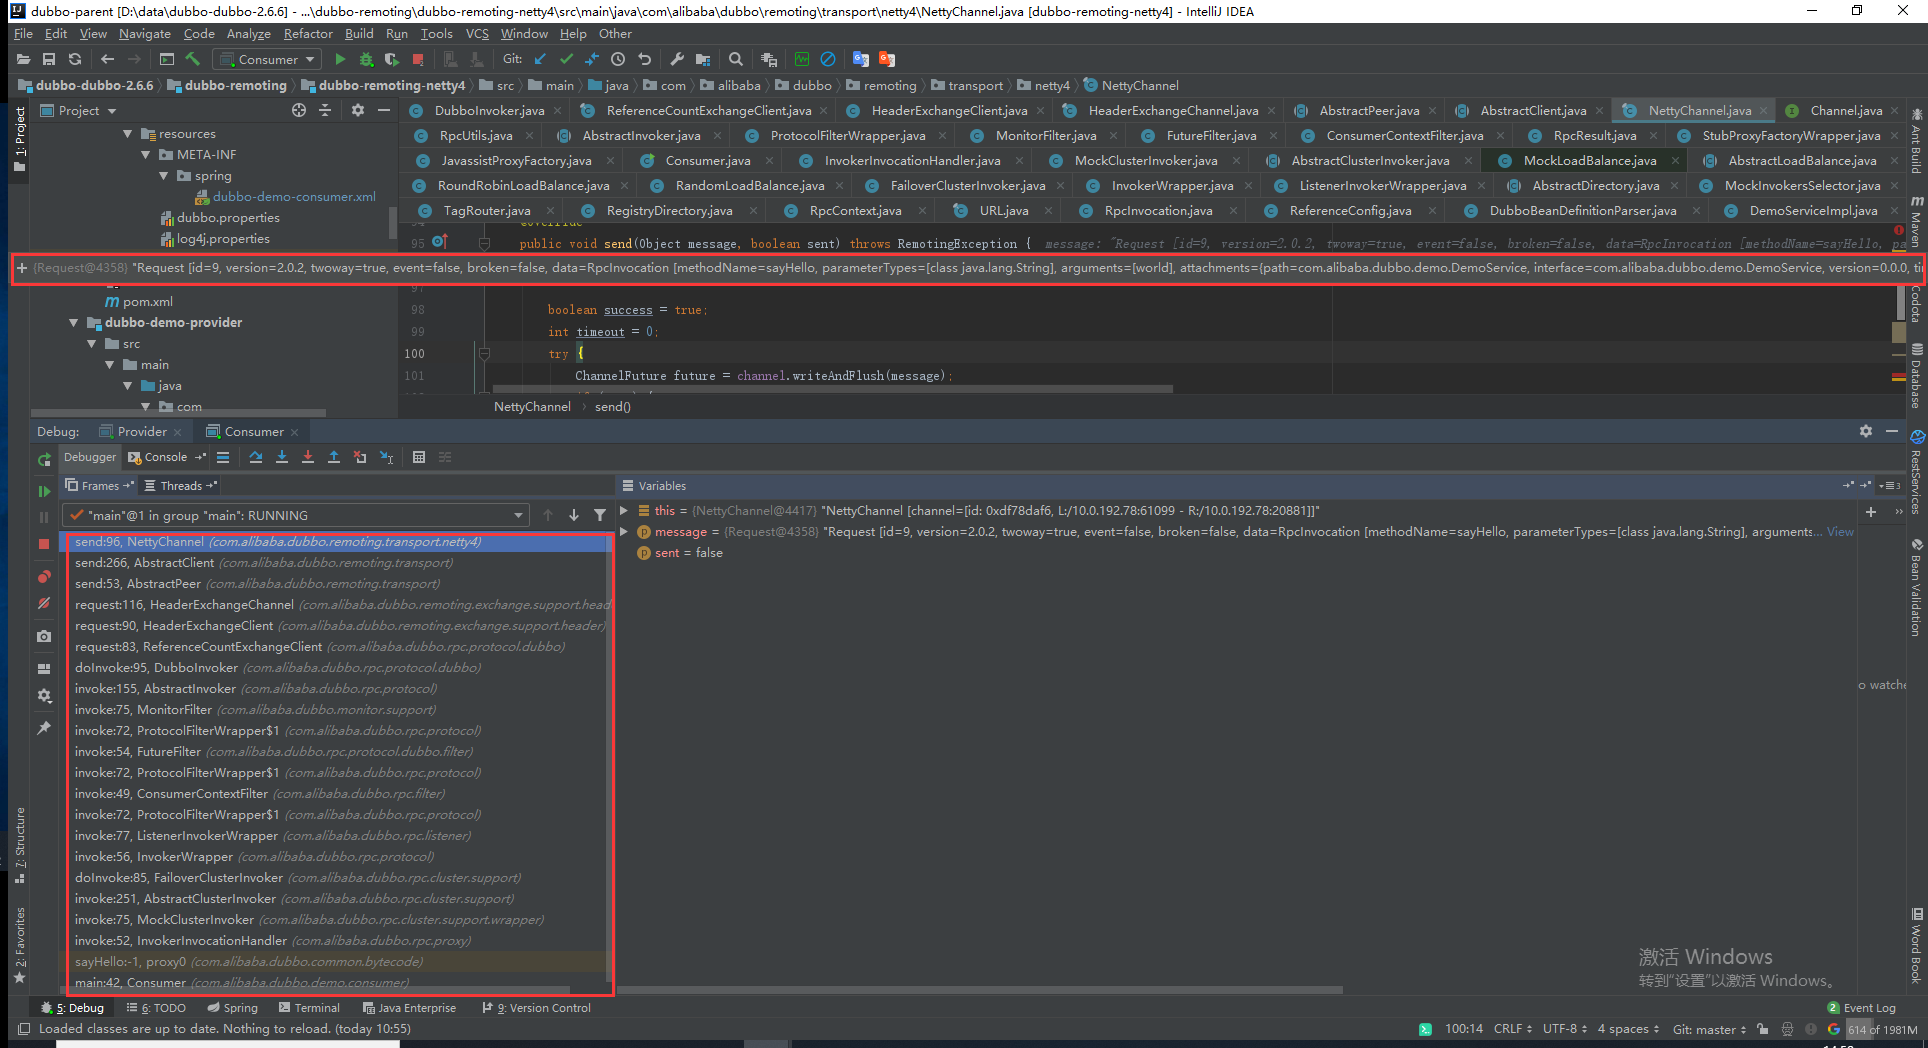 dubbo-parent [D:\data\dubbo-dubbo-2.6.6] - ...\dubbo-remoting\dubbo-remoting-netty4\src\main\java\com\alibaba\dubbo\remoting\transport\netty4\NettyChannel.java [dubbo-remoting-netty4] - IntelliJ IDEA
File Edit View Navigate Code Analyze Refactor Build Run Tools VCS Window Help Other
Consumer Git:
dubbo-dubbo-2.6.6 dubbo-remoting dubbo-remoting-netty4 src main java com alibaba dubbo remoting transport netty4 NettyChannel
1: Project
Project
DubboInvoker.java ReferenceCountExchangeClient.java HeaderExchangeClient.java HeaderExchangeChannel.java AbstractPeer.java AbstractClient.java NettyChannel.java Channel.java
RpcUtils.java AbstractInvoker.java ProtocolFilterWrapper.java MonitorFilter.java FutureFilter.java ConsumerContextFilter.java RpcResult.java StubProxyFactoryWrapper.java
JavassistProxyFactory.java Consumer.java InvokerInvocationHandler.java MockClusterInvoker.java AbstractClusterInvoker.java MockLoadBalance.java AbstractLoadBalance.java
RoundRobinLoadBalance.java RandomLoadBalance.java FailoverClusterInvoker.java InvokerWrapper.java ListenerInvokerWrapper.java AbstractDirectory.java MockInvokersSelector.java
TagRouter.java RegistryDirectory.java RpcContext.java URL.java RpcInvocation.java ReferenceConfig.java DubboBeanDefinitionParser.java DemoServiceImpl.java
resources
META-INF
spring
dubbo-demo-consumer.xml
dubbo.properties
log4j.properties
95 public void send(Object message, boolean sent) throws RemotingException { message: "Request [id=9, version=2.0.2, twoway=true, event=false, broken=false, data=RpcInvocation [methodName=sayHello, pa
{Request@4358} "Request [id=9, version=2.0.2, twoway=true, event=false, broken=false, data=RpcInvocation [methodName=sayHello, parameterTypes=[class java.lang.String], arguments=[world], attachments={path=com.alibaba.dubbo.demo.DemoService, interface=com.alibaba.dubbo.demo.DemoService, version=0.0.0, ti
pom.xml
dubbo-demo-provider
src
main
java
com
97
98 boolean success = true;
99 int timeout = 0;
100 try {
101 ChannelFuture future = channel.writeAndFlush(message);
NettyChannel send()
Ant Build
Maven
Codota
Database
RestServices
Bean Validation
Word Book
Debug: Provider Consumer
Debugger Console
Frames Threads
"main"@1 in group "main": RUNNING
send:96, NettyChannel (com.alibaba.dubbo.remoting.transport.netty4)
send:266, AbstractClient (com.alibaba.dubbo.remoting.transport)
send:53, AbstractPeer (com.alibaba.dubbo.remoting.transport)
request:116, HeaderExchangeChannel (com.alibaba.dubbo.remoting.exchange.support.head
request:90, HeaderExchangeClient (com.alibaba.dubbo.remoting.exchange.support.header)
request:83, ReferenceCountExchangeClient (com.alibaba.dubbo.rpc.protocol.dubbo)
doInvoke:95, DubboInvoker (com.alibaba.dubbo.rpc.protocol.dubbo)
invoke:155, AbstractInvoker (com.alibaba.dubbo.rpc.protocol)
invoke:75, MonitorFilter (com.alibaba.dubbo.monitor.support)
invoke:72, ProtocolFilterWrapper$1 (com.alibaba.dubbo.rpc.protocol)
invoke:54, FutureFilter (com.alibaba.dubbo.rpc.protocol.dubbo.filter)
invoke:72, ProtocolFilterWrapper$1 (com.alibaba.dubbo.rpc.protocol)
invoke:49, ConsumerContextFilter (com.alibaba.dubbo.rpc.filter)
invoke:72, ProtocolFilterWrapper$1 (com.alibaba.dubbo.rpc.protocol)
invoke:77, ListenerInvokerWrapper (com.alibaba.dubbo.rpc.listener)
invoke:56, InvokerWrapper (com.alibaba.dubbo.rpc.protocol)
doInvoke:85, FailoverClusterInvoker (com.alibaba.dubbo.rpc.cluster.support)
invoke:251, AbstractClusterInvoker (com.alibaba.dubbo.rpc.cluster.support)
invoke:75, MockClusterInvoker (com.alibaba.dubbo.rpc.cluster.support.wrapper)
invoke:52, InvokerInvocationHandler (com.alibaba.dubbo.rpc.proxy)
sayHello:-1, proxy0 (com.alibaba.dubbo.common.bytecode)
main:42, Consumer (com.alibaba.dubbo.demo.consumer)
Variables
this = {NettyChannel@4417} "NettyChannel [channel=[id: 0xdf78daf6, L:/10.0.192.78:61099 - R:/10.0.192.78:20881]]"
message = {Request@4358} "Request [id=9, version=2.0.2, twoway=true, event=false, broken=false, data=RpcInvocation [methodName=sayHello, parameterTypes=[class java.lang.String], arguments... View
sent = false
o watche
7: Structure
2: Favorites
激活 Windows
转到"设置"以激活 Windows。
5: Debug 6: TODO Spring Terminal Java Enterprise 9: Version Control 2 Event Log
Loaded classes are up to date. Nothing to reload. (today 10:55) 100:14 CRLF UTF-8 4 spaces Git: master 614 of 1981M